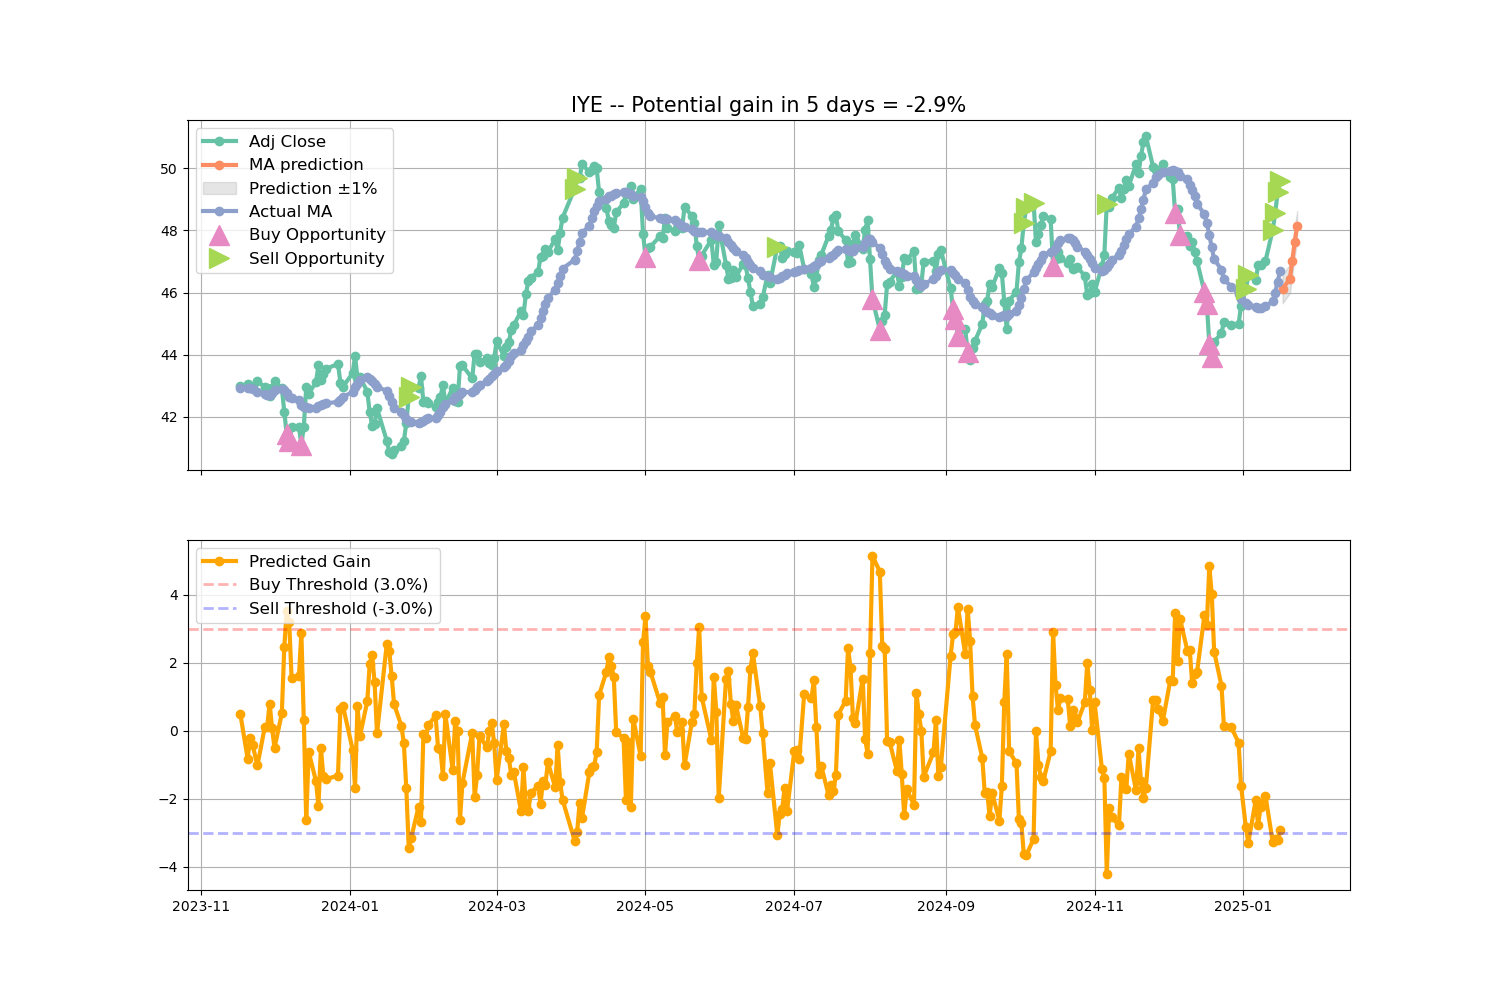 IYE -- Potential gain in 5 days = -2.9%
Adj Close
MA prediction
Prediction ±1%
Actual MA
Buy Opportunity
Sell Opportunity
50
48
46
44
42
Predicted Gain
Buy Threshold (3.0%)
Sell Threshold (-3.0%)
4
2
0
−2
−4
2023-11 2024-01 2024-03 2024-05 2024-07 2024-09 2024-11 2025-01